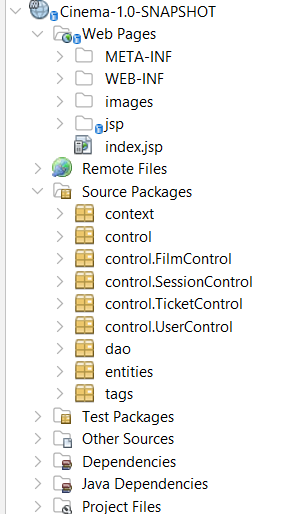 Cinema-1.0-SNAPSHOT
Web Pages
META-INF
WEB-INF
images
jsp
index.jsp
Remote Files
Source Packages
context
control
control.FilmControl
control.SessionControl
control.TicketControl
control.UserControl
dao
entities
tags
Test Packages
Other Sources
Dependencies
Java Dependencies
Project Files